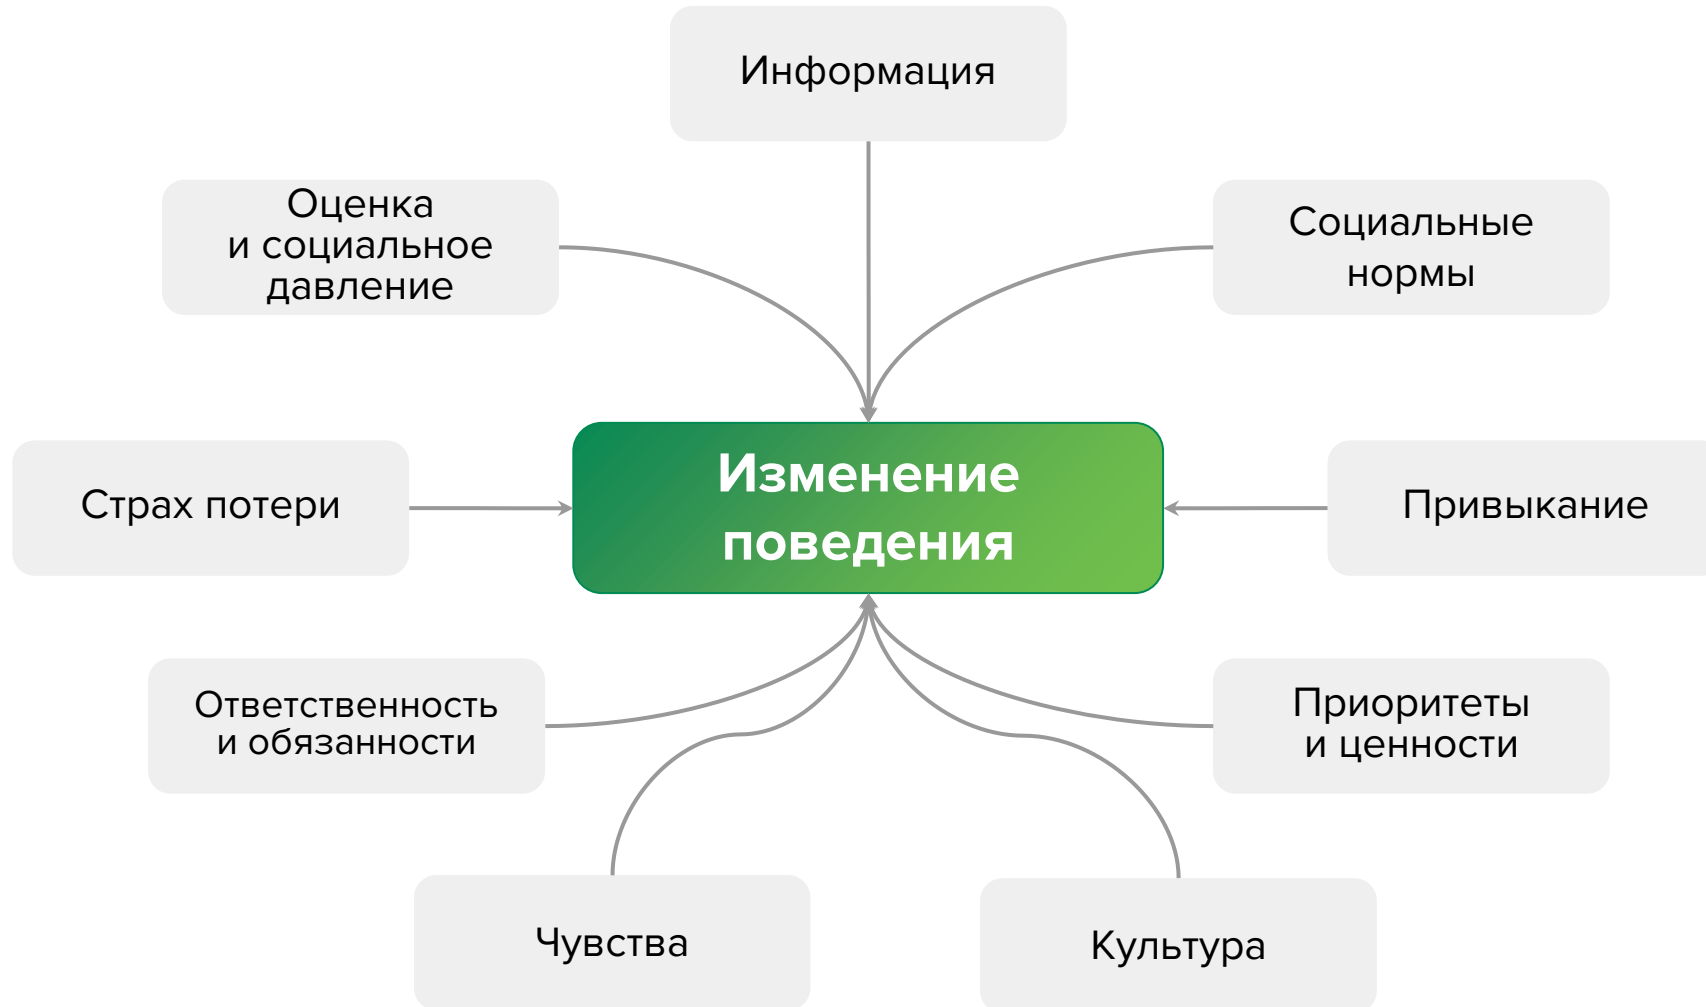 Информация
Оценка
и социальное
давление
Социальные
нормы
Страх потери
Изменение
поведения
Привыкание
Ответственность
и обязанности
Приоритеты
и ценности
Чувства
Культура